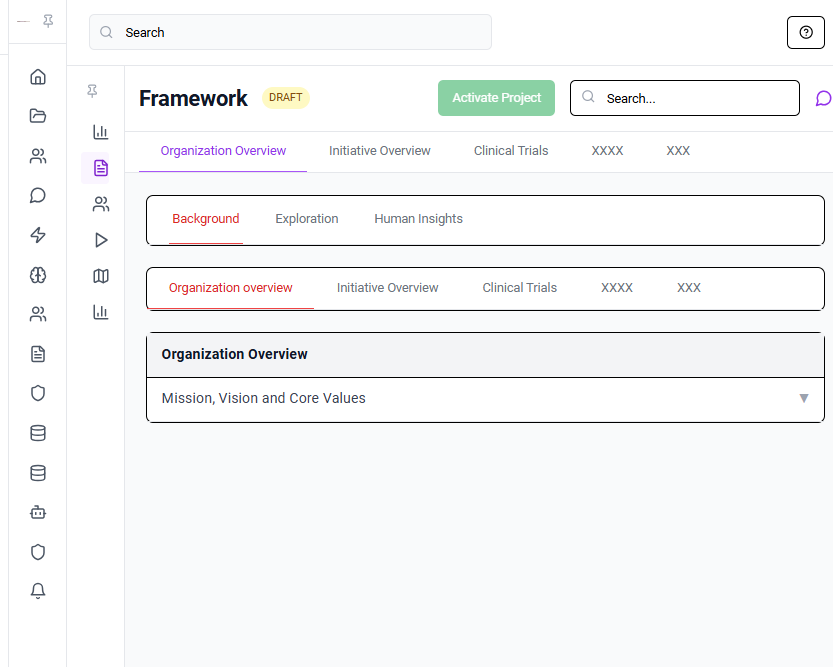 Search
Framework DRAFT Activate Project Search...
Organization Overview Initiative Overview Clinical Trials XXXX XXX
Background Exploration Human Insights
Organization overview Initiative Overview Clinical Trials XXXX XXX
Organization Overview
Mission, Vision and Core Values